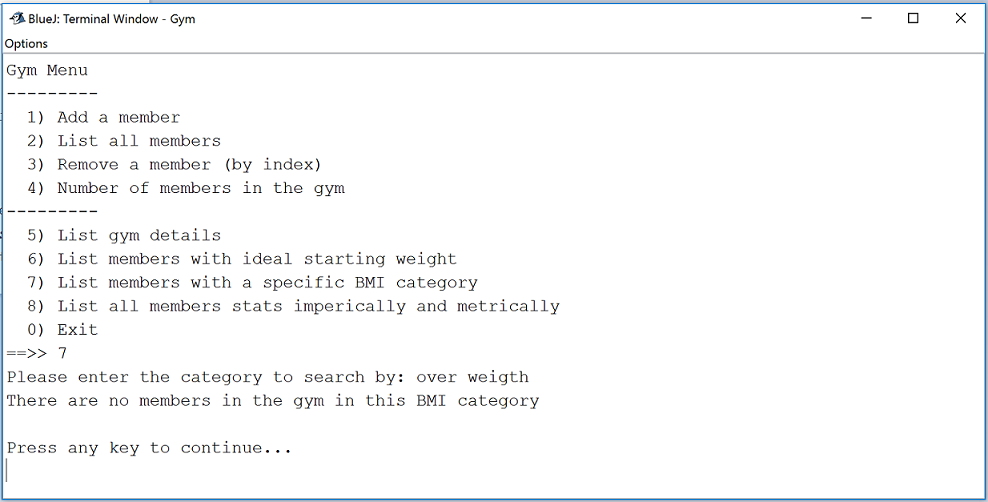 BlueJ: Terminal Window - Gym
Options
Gym Menu
---------
1) Add a member
2) List all members
3) Remove a member (by index)
4) Number of members in the gym
---------
5) List gym details
6) List members with ideal starting weight
7) List members with a specific BMI category
8) List all members stats imperically and metrically
0) Exit
==>> 7
Please enter the category to search by: over weigth
There are no members in the gym in this BMI category
Press any key to continue...